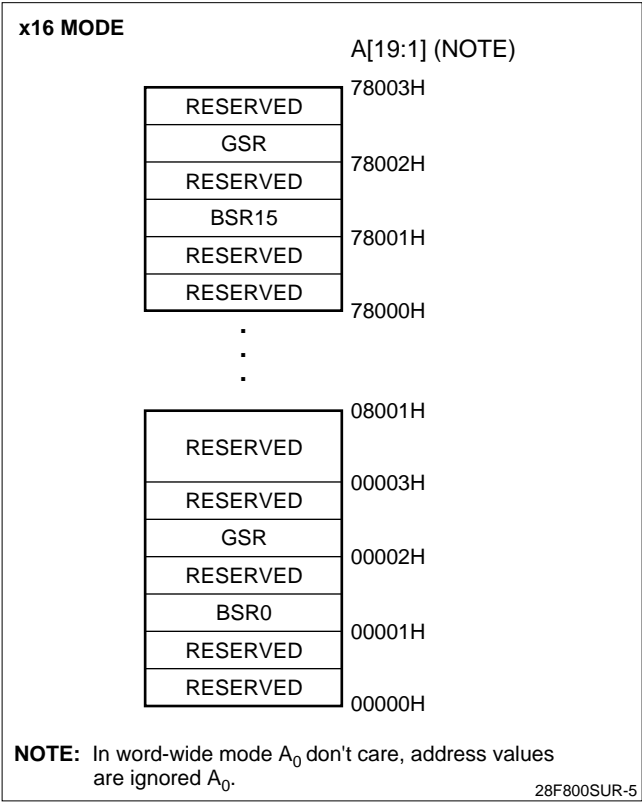 x16 MODE
A[19:1] (NOTE)
78003H
RESERVED
GSR
78002H
RESERVED
BSR15
78001H
RESERVED
RESERVED
78000H
.
.
.
08001H
RESERVED
00003H
RESERVED
GSR
00002H
RESERVED
BSR0
00001H
RESERVED
RESERVED
00000H
NOTE: In word-wide mode A0 don't care, address values
are ignored A0.
28F800SUR-5